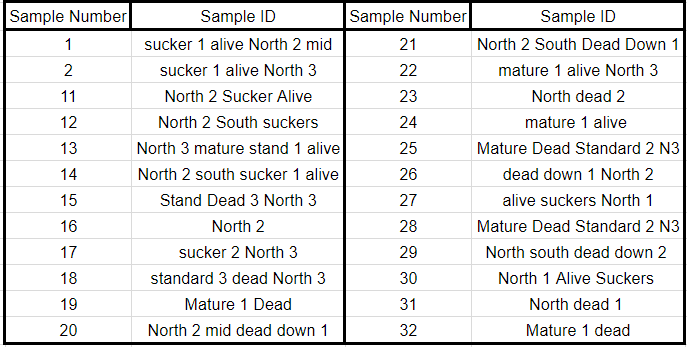 Sample Number Sample ID Sample Number Sample ID
1 sucker 1 alive North 2 mid 21 North 2 South Dead Down 1
2 sucker 1 alive North 3 22 mature 1 alive North 3
11 North 2 Sucker Alive 23 North dead 2
12 North 2 South suckers 24 mature 1 alive
13 North 3 mature stand 1 alive 25 Mature Dead Standard 2 N3
14 North 2 south sucker 1 alive 26 dead down 1 North 2
15 Stand Dead 3 North 3 27 alive suckers North 1
16 North 2 28 Mature Dead Standard 2 N3
17 sucker 2 North 3 29 North south dead down 2
18 standard 3 dead North 3 30 North 1 Alive Suckers
19 Mature 1 Dead 31 North dead 1
20 North 2 mid dead down 1 32 Mature 1 dead